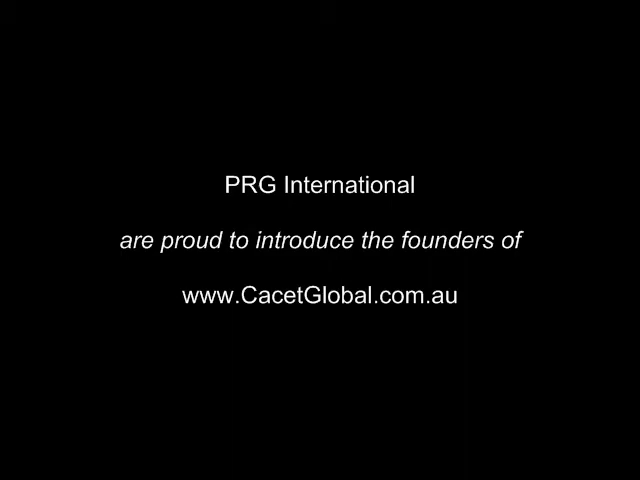 PRG International
are proud to introduce the founders of
www.CacetGlobal.com.au